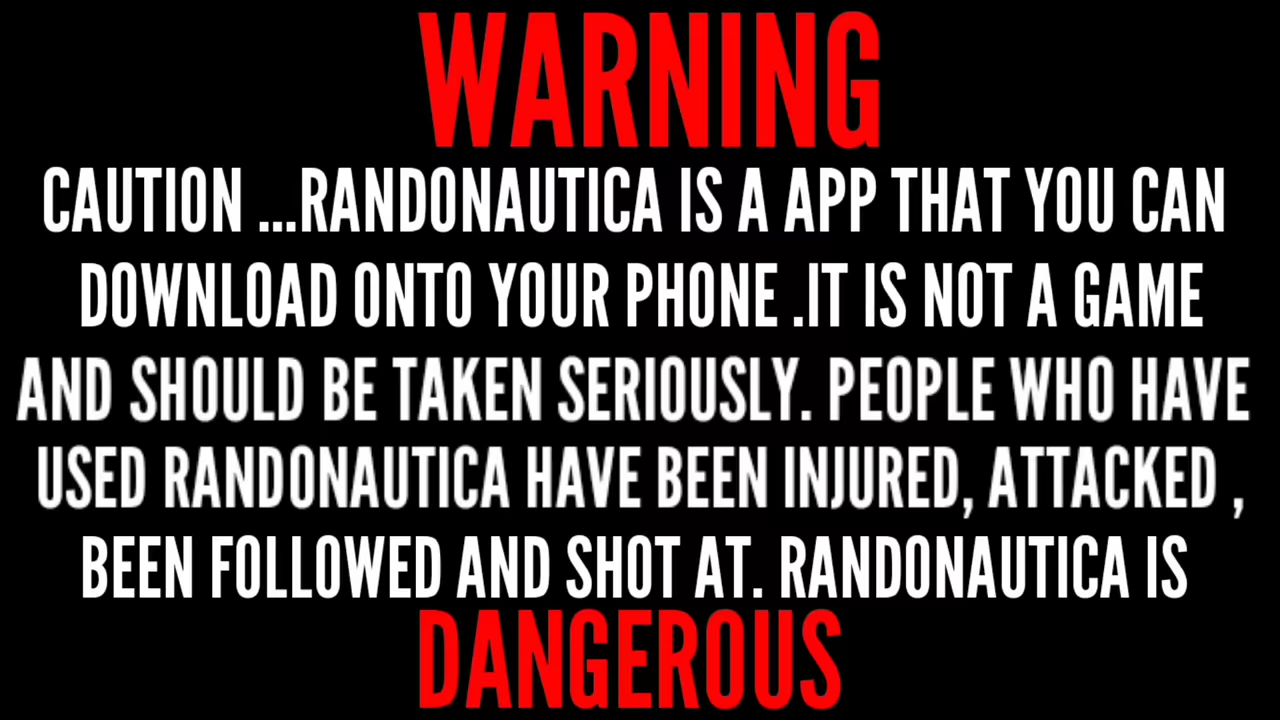 WARNING
CAUTION ...RANDONAUTICA IS A APP THAT YOU CAN
DOWNLOAD ONTO YOUR PHONE .IT IS NOT A GAME
AND SHOULD BE TAKEN SERIOUSLY. PEOPLE WHO HAVE
USED RANDONAUTICA HAVE BEEN INJURED, ATTACKED ,
BEEN FOLLOWED AND SHOT AT. RANDONAUTICA IS
DANGEROUS